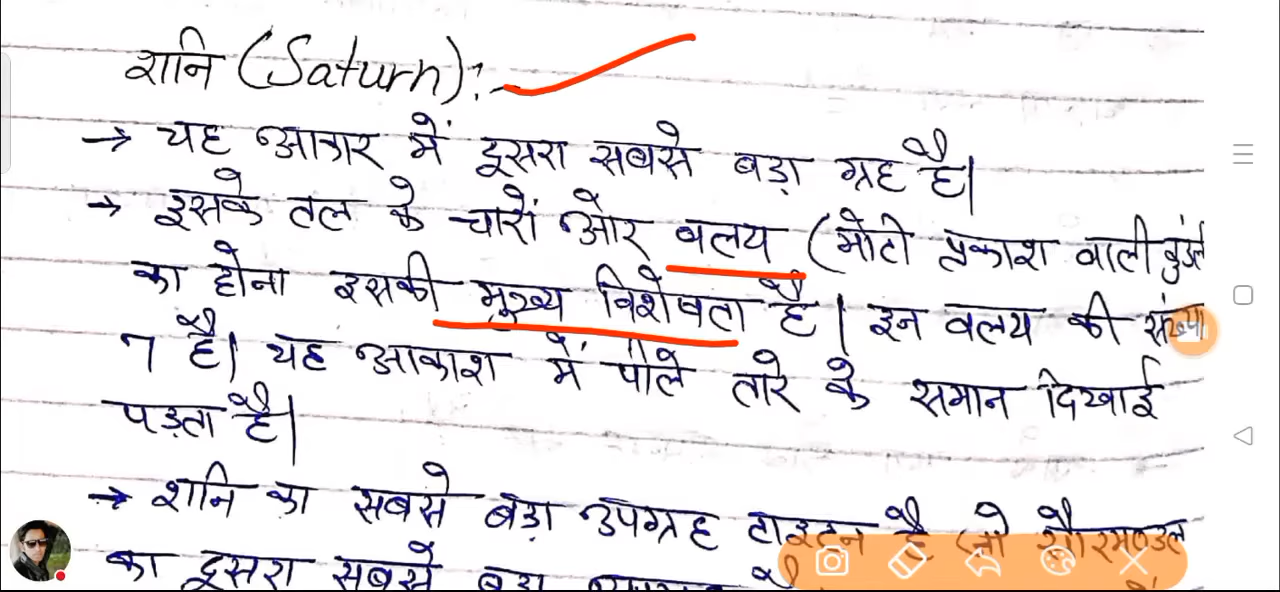 शनि (Saturn):-
→ यह आकार में दूसरा सबसे बड़ा ग्रह है।
→ इसके तल के चारों ओर वलय (मोटी प्रकाश वाली
का होना इसकी मुख्य विशेषता है। इन वलय की संख्या
7 है। यह आकाश में पीले तारे के समान दिखाई
पड़ता है।
→ शनि का सबसे बड़ा उपग्रह टाइटन है जो सौरमण्डल
का दूसरा सबसे बड़ा